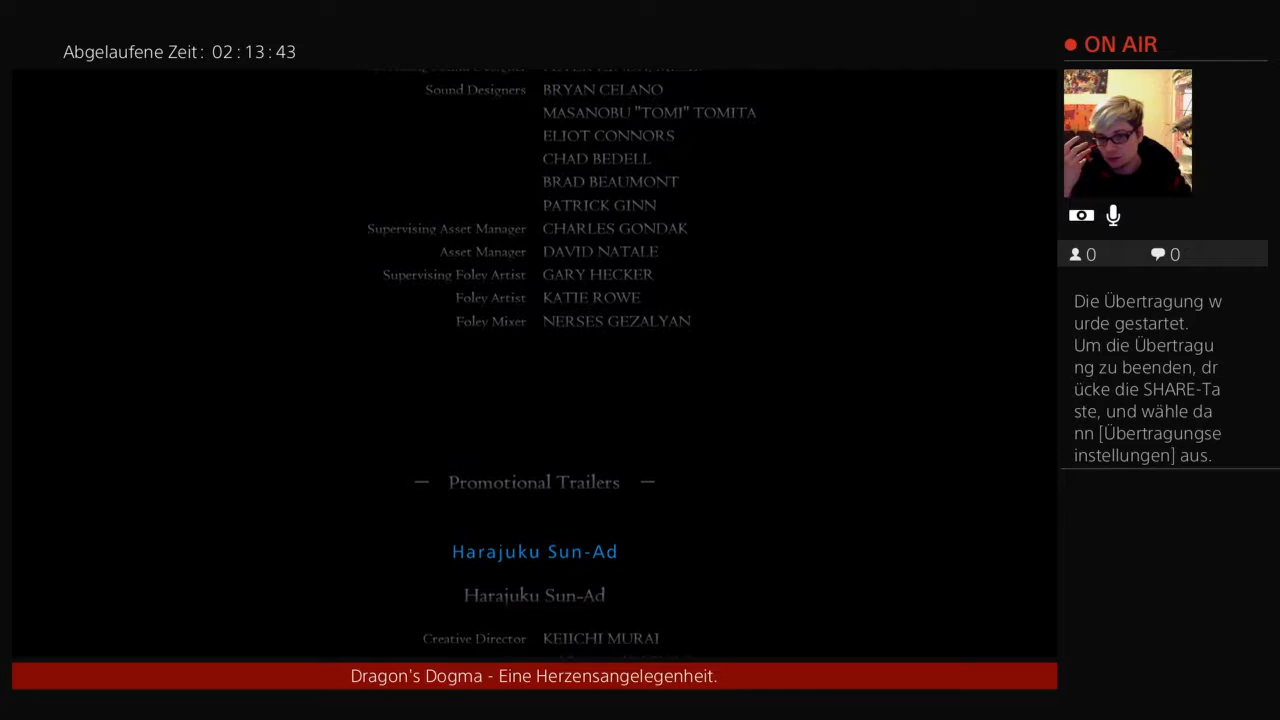 Abgelaufene Zeit: 02:13:43
ON AIR
Sound Designers BRYAN CELANO
MASANOBU "TOMI" TOMITA
ELIOT CONNORS
CHAD BEDELL
BRAD BEAUMONT
PATRICK GINN
Supervising Asset Manager CHARLES GONDAK
Asset Manager DAVID NATALE
Supervising Foley Artist GARY HECKER
Foley Artist KATIE ROWE
Foley Mixer NERSES GEZALYAN
— Promotional Trailers —
Harajuku Sun-Ad
Harajuku Sun-Ad
Creative Director KEIICHI MURAI
0 0
Die Übertragung w
urde gestartet.
Um die Übertragu
ng zu beenden, dr
ücke die SHARE-Ta
ste, und wähle da
nn [Übertragungse
instellungen] aus.
Dragon's Dogma - Eine Herzensangelegenheit.